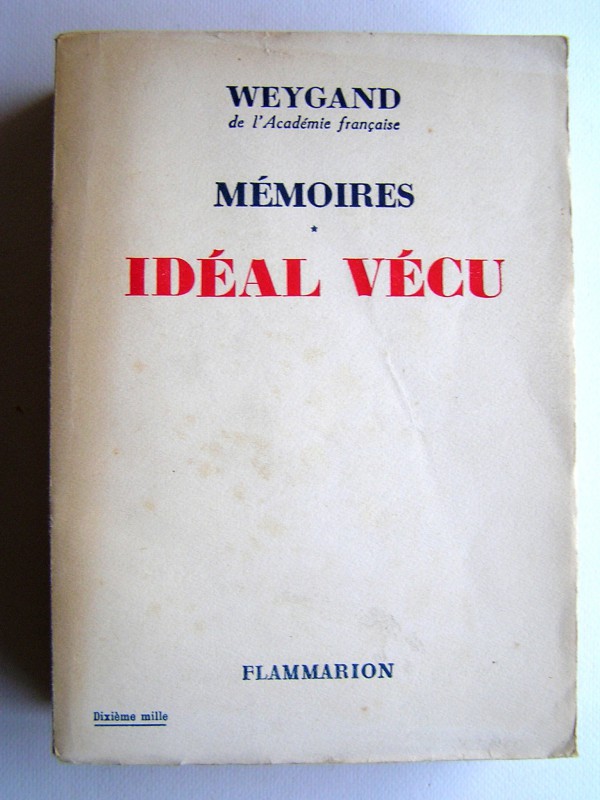 WEYGAND
de l'Académie française
MÉMOIRES
*
IDÉAL VÉCU
FLAMMARION
Dixième mille